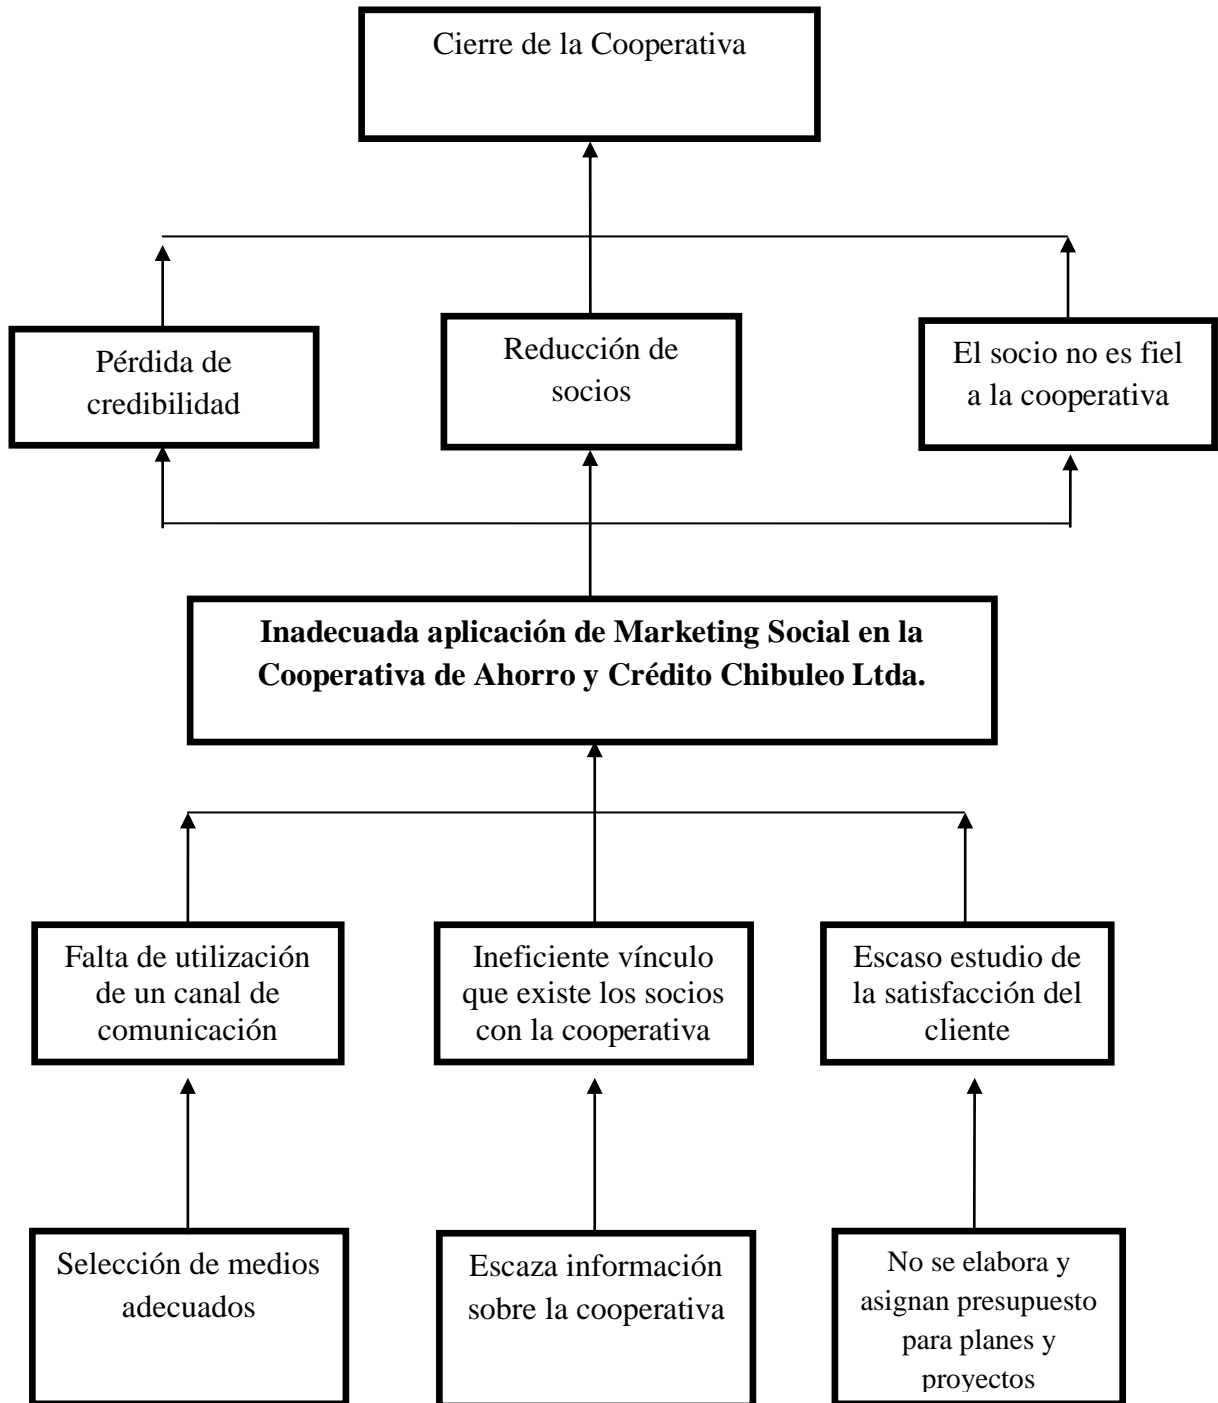 Cierre de la Cooperativa
Pérdida de
credibilidad
Reducción de
socios
El socio no es fiel
a la cooperativa
Inadecuada aplicación de Marketing Social en la
Cooperativa de Ahorro y Crédito Chibuleo Ltda.
Falta de utilización
de un canal de
comunicación
Ineficiente vínculo
que existe los socios
con la cooperativa
Escaso estudio de
la satisfacción del
cliente
Selección de medios
adecuados
Escaza información
sobre la cooperativa
No se elabora y
asignan presupuesto
para planes y
proyectos